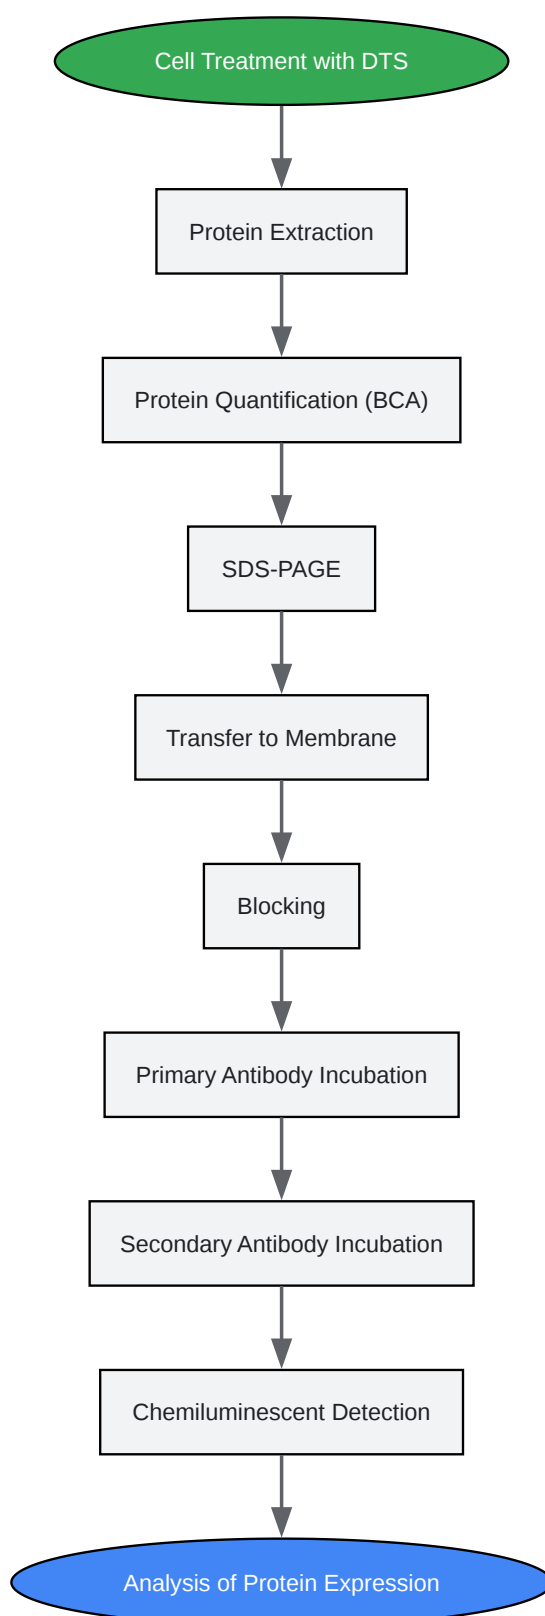 Cell Treatment with DTS
Protein Extraction
Protein Quantification (BCA)
SDS-PAGE
Transfer to Membrane
Blocking
Primary Antibody Incubation
Secondary Antibody Incubation
Chemiluminescent Detection
Analysis of Protein Expression